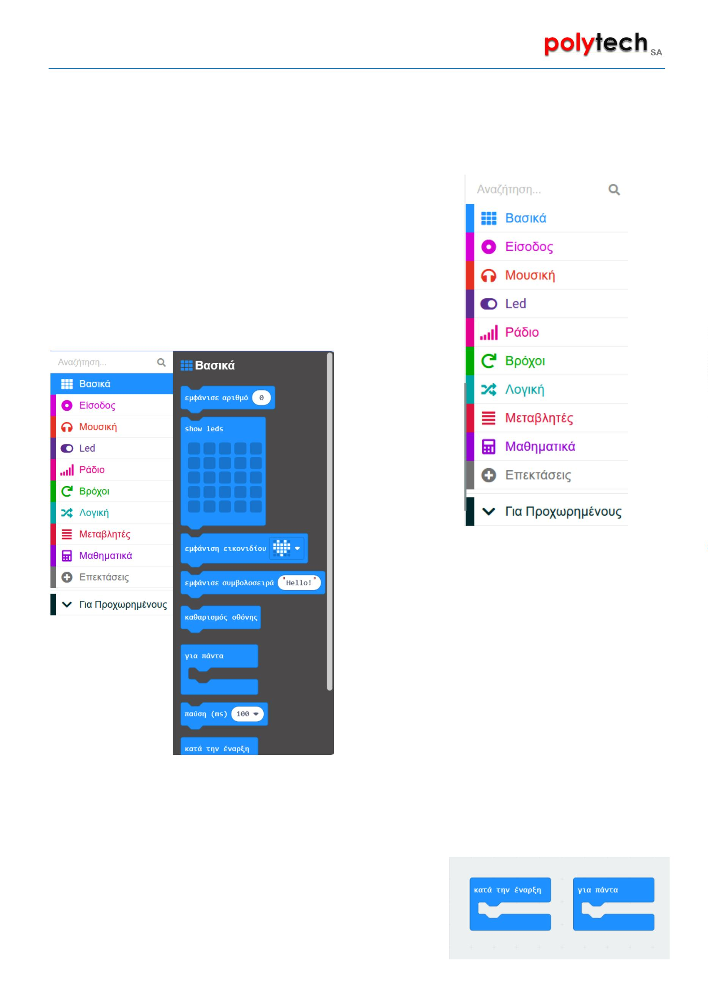 polytech SA
Αναζήτηση...
Βασικά
Είσοδος
Μουσική
Led
Ράδιο
Βρόχοι
Λογική
Μεταβλητές
Μαθηματικά
Επεκτάσεις
Για Προχωρημένους
Αναζήτηση...
Βασικά
Είσοδος
Μουσική
Led
Ράδιο
Βρόχοι
Λογική
Μεταβλητές
Μαθηματικά
Επεκτάσεις
Για Προχωρημένους
Βασικά
εμφάνισε αριθμό 0
show leds
εμφάνιση εικονιδίου
εμφάνισε συμβολοσειρά "Hello!"
καθαρισμός οθόνης
για πάντα
παύση (ms) 100
κατά την έναρξη
κατά την έναρξη
για πάντα